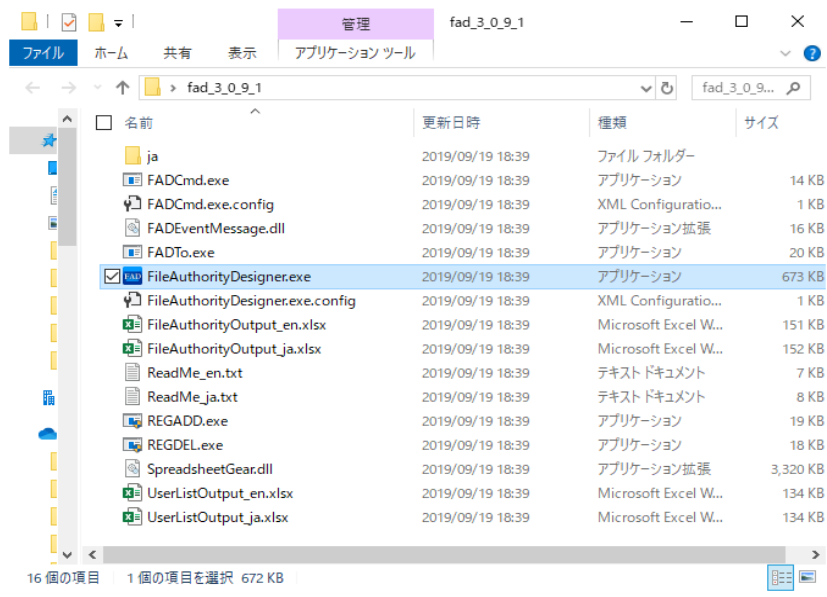 管理
fad_3_0_9_1
ファイル ホーム 共有 表示 アプリケーション ツール
fad_3_0_9_1
fad_3_0_9...
名前 更新日時 種類 サイズ
ja 2019/09/19 18:39 ファイル フォルダー
FADCmd.exe 2019/09/19 18:39 アプリケーション 14 KB
FADCmd.exe.config 2019/09/19 18:39 XML Configuratio... 1 KB
FADEventMessage.dll 2019/09/19 18:39 アプリケーション拡張 16 KB
FADTo.exe 2019/09/19 18:39 アプリケーション 20 KB
FAD FileAuthorityDesigner.exe 2019/09/19 18:39 アプリケーション 673 KB
FileAuthorityDesigner.exe.config 2019/09/19 18:39 XML Configuratio... 1 KB
FileAuthorityOutput_en.xlsx 2019/09/19 18:39 Microsoft Excel W... 151 KB
FileAuthorityOutput_ja.xlsx 2019/09/19 18:39 Microsoft Excel W... 152 KB
ReadMe_en.txt 2019/09/19 18:39 テキスト ドキュメント 7 KB
ReadMe_ja.txt 2019/09/19 18:39 テキスト ドキュメント 8 KB
REGADD.exe 2019/09/19 18:39 アプリケーション 19 KB
REGDEL.exe 2019/09/19 18:39 アプリケーション 18 KB
SpreadsheetGear.dll 2019/09/19 18:39 アプリケーション拡張 3,320 KB
UserListOutput_en.xlsx 2019/09/19 18:39 Microsoft Excel W... 134 KB
UserListOutput_ja.xlsx 2019/09/19 18:39 Microsoft Excel W... 134 KB
16 個の項目 1 個の項目を選択 672 KB